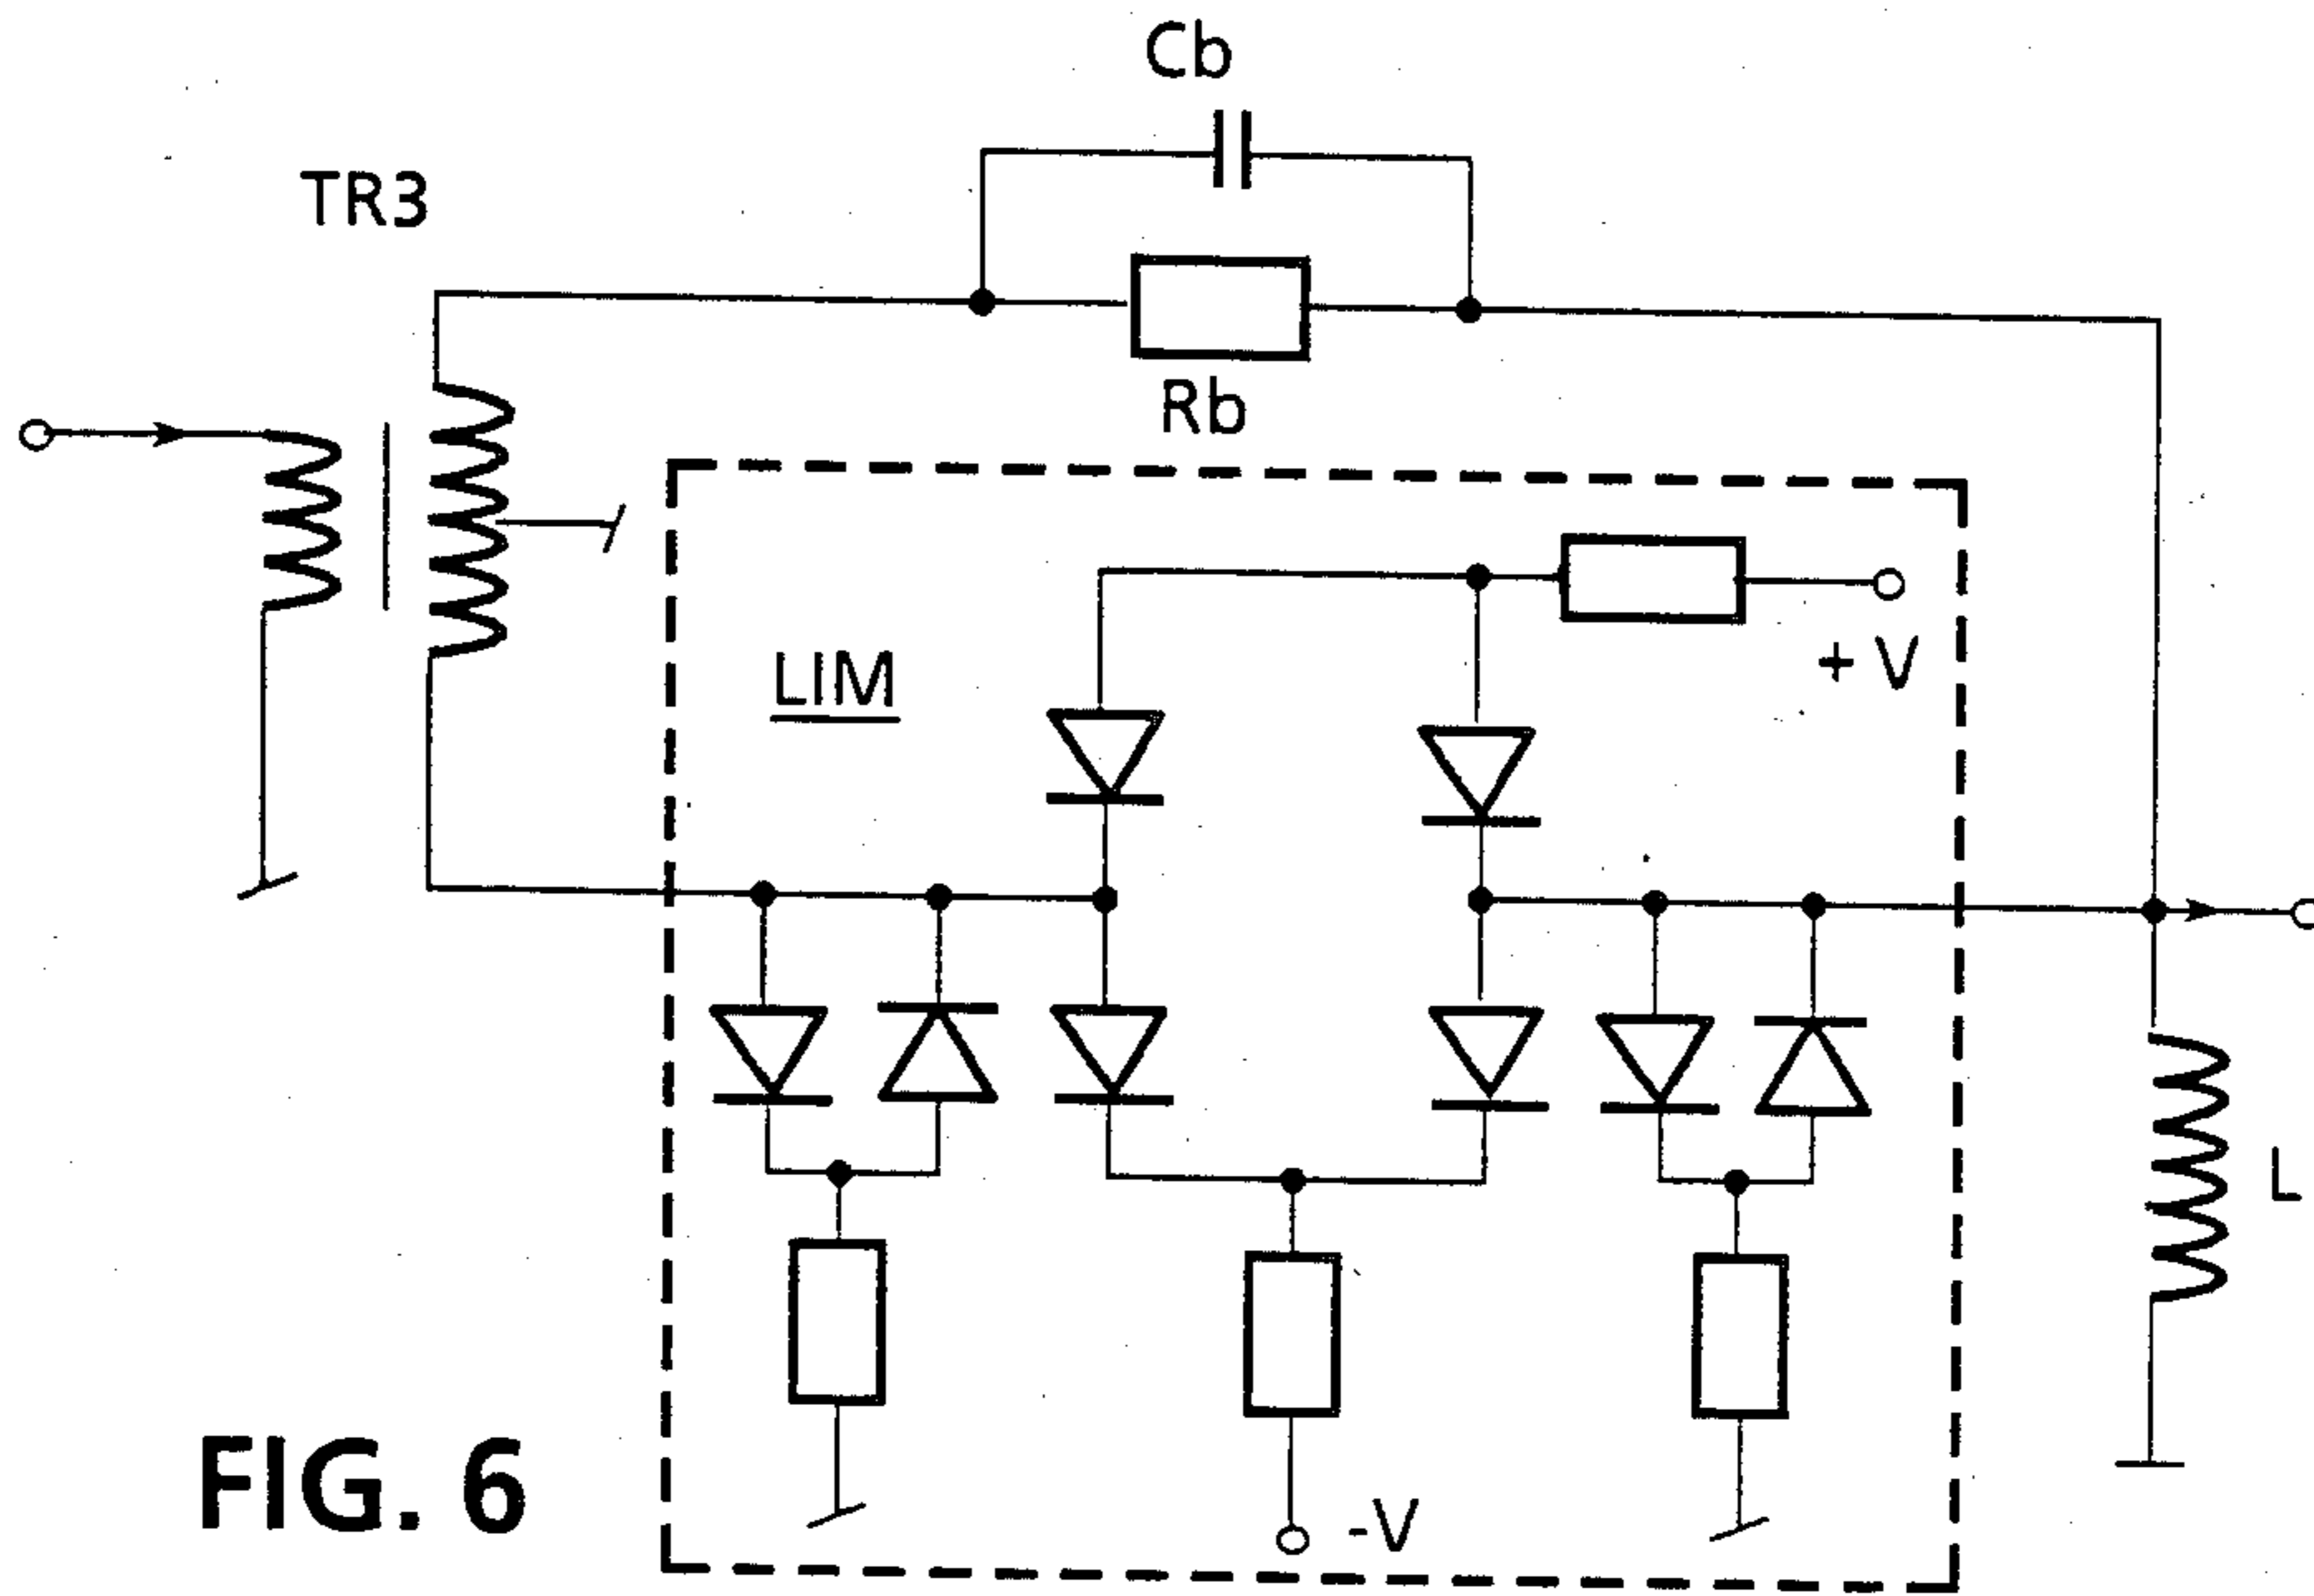 Cb
TR3
Rb
LIM
+ V
L
-V
FIG. 6